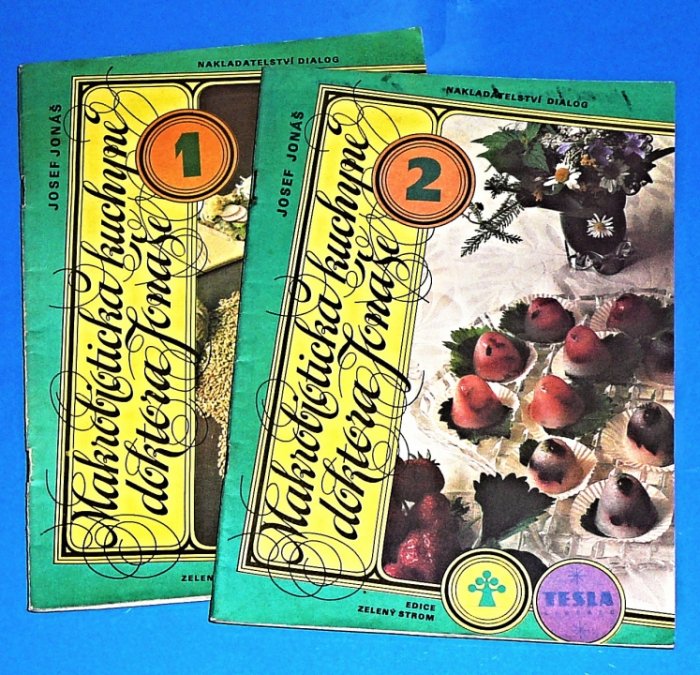 NAKLADATELSTVÍ DIALOG
JOSEF JONÁŠ
1
Makrobiotická kuchyně
doktora Jonáše
ZELENÝ
NAKLADATELSTVÍ DIALOG
JOSEF JONÁŠ
2
Makrobiotická kuchyně
doktora Jonáše
EDICE
ZELENÝ STROM
TESLA